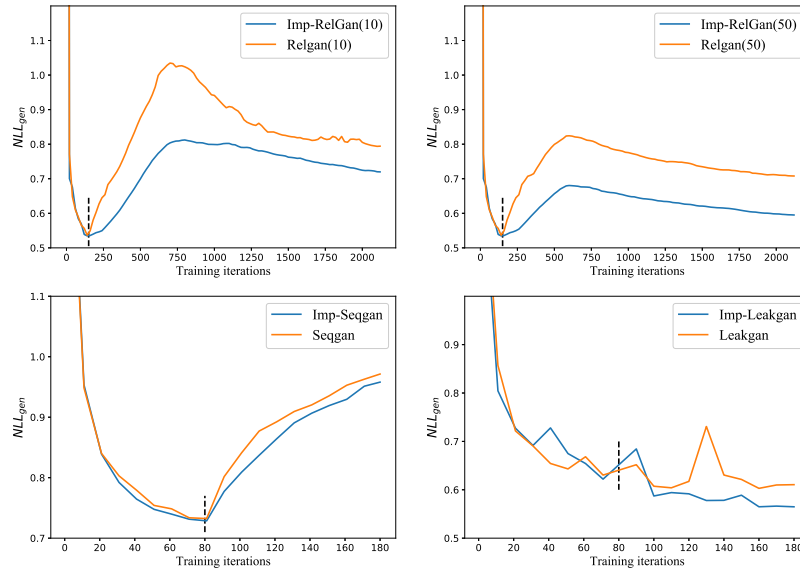 Imp-RelGan(10)
Relgan(10)
NLLgen
1.1
1.0
0.9
0.8
0.7
0.6
0.5
0 250 500 750 1000 1250 1500 1750 2000
Training iterations
Imp-RelGan(50)
Relgan(50)
NLLgen
1.1
1.0
0.9
0.8
0.7
0.6
0.5
0 250 500 750 1000 1250 1500 1750 2000
Training iterations
Imp-Seqgan
Seqgan
NLLgen
1.1
1.0
0.9
0.8
0.7
0 20 40 60 80 100 120 140 160 180
Training iterations
Imp-Leakgan
Leakgan
NLLgen
0.9
0.8
0.7
0.6
0.5
0 20 40 60 80 100 120 140 160 180
Training iterations